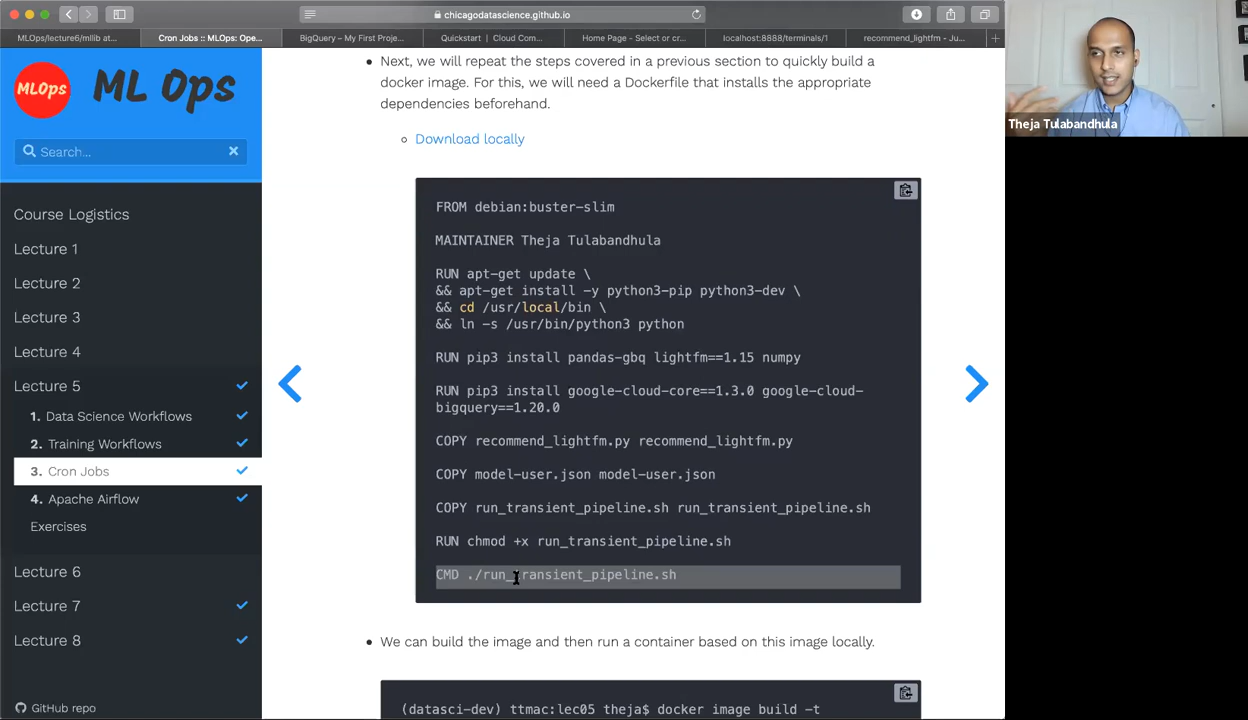 chicagodatascience.github.io
MLOps/lecture6/mllib at...
Cron Jobs :: MLOps: Ope...
BigQuery – My First Proje...
Quickstart | Cloud Com...
Home Page - Select or cr...
localhost:8888/terminals/1
recommend_lightfm - Ju...
MLOps
ML Ops
Search...
Course Logistics
Lecture 1
Lecture 2
Lecture 3
Lecture 4
Lecture 5
1. Data Science Workflows
2. Training Workflows
3. Cron Jobs
4. Apache Airflow
Exercises
Lecture 6
Lecture 7
Lecture 8
GitHub repo
Next, we will repeat the steps covered in a previous section to quickly build a
docker image. For this, we will need a Dockerfile that installs the appropriate
dependencies beforehand.
Download locally
FROM debian:buster-slim
MAINTAINER Theja Tulabandhula
RUN apt-get update \
&& apt-get install -y python3-pip python3-dev \
&& cd /usr/local/bin \
&& ln -s /usr/bin/python3 python
RUN pip3 install pandas-gbq lightfm==1.15 numpy
RUN pip3 install google-cloud-core==1.3.0 google-cloud-
bigquery==1.20.0
COPY recommend_lightfm.py recommend_lightfm.py
COPY model-user.json model-user.json
COPY run_transient_pipeline.sh run_transient_pipeline.sh
RUN chmod +x run_transient_pipeline.sh
CMD ./run_transient_pipeline.sh
We can build the image and then run a container based on this image locally.
(datasci-dev) ttmac:lec05 theja$ docker image build -t
Theja Tulabandhula